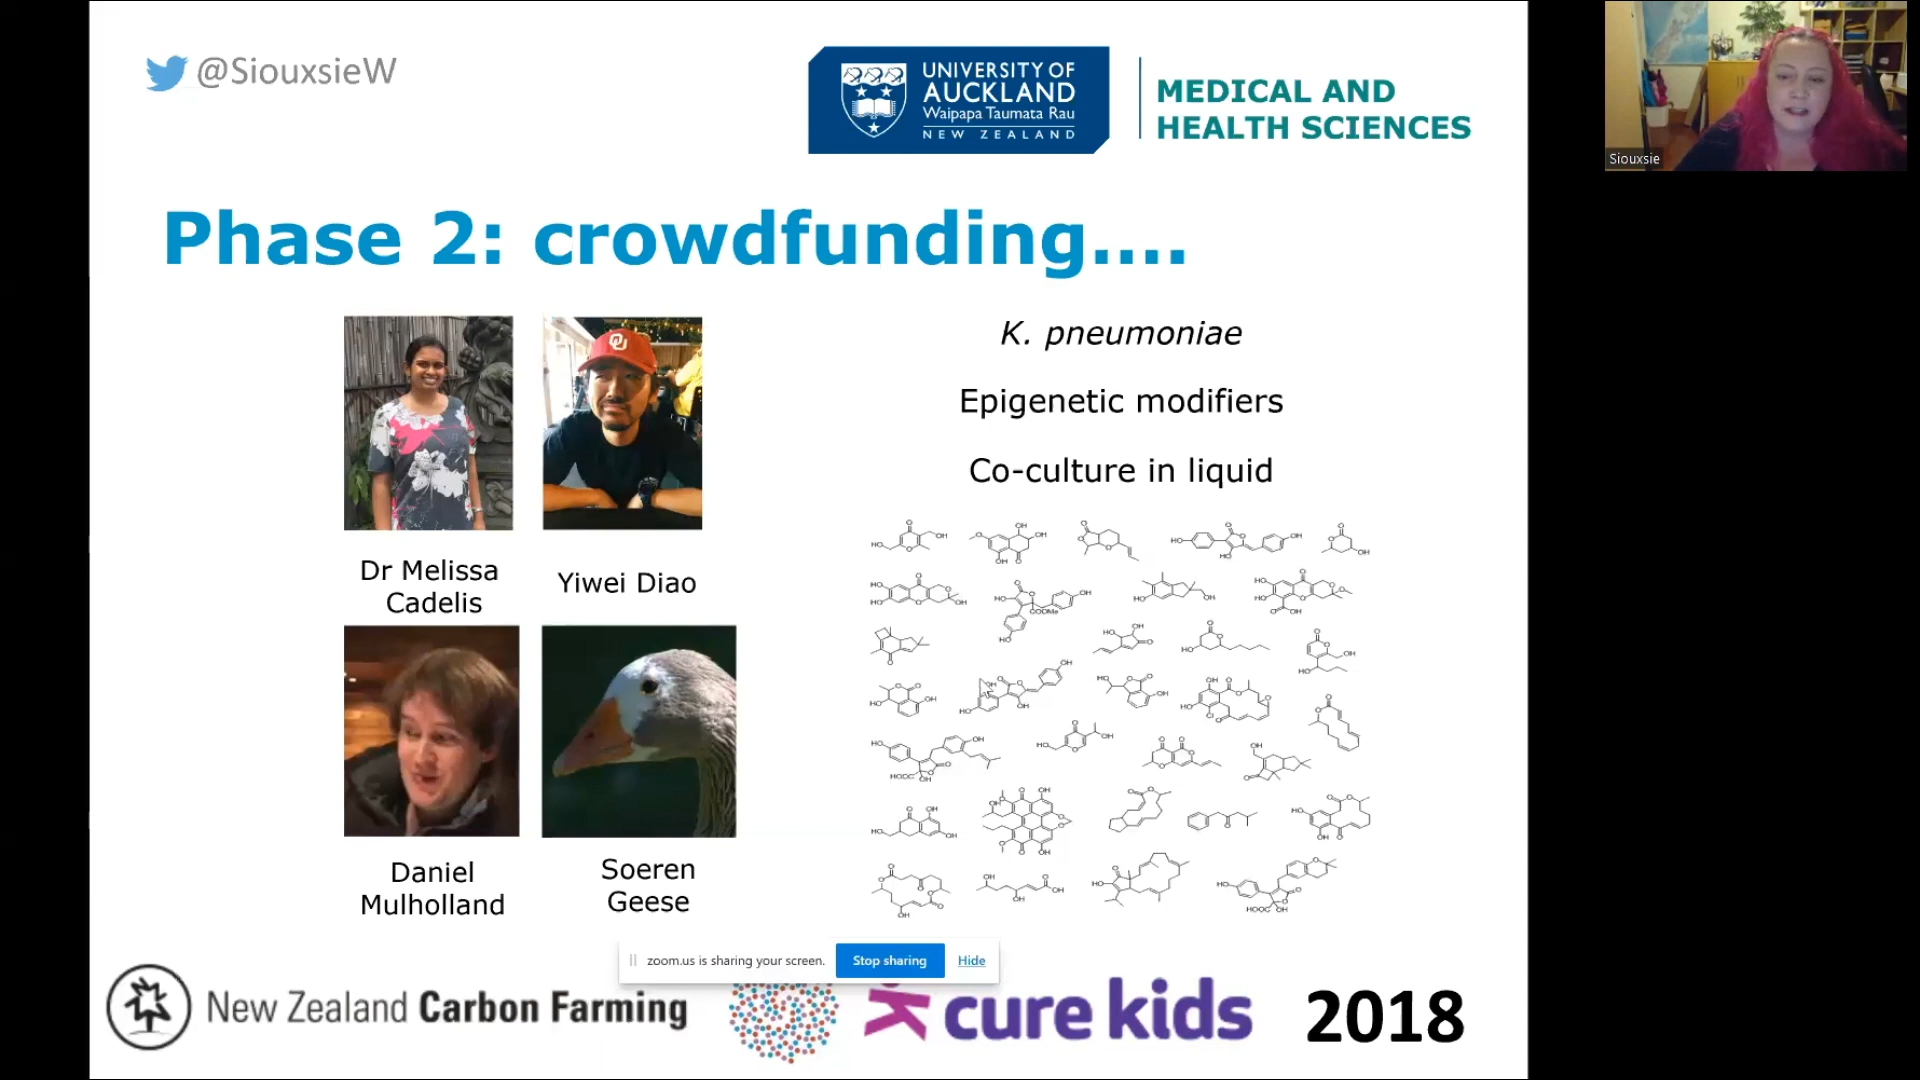 @SiouxsieW
UNIVERSITY OF
AUCKLAND
Waipapa Taumata Rau
NEW ZEALAND
MEDICAL AND
HEALTH SCIENCES
Siouxsie
Phase 2: crowdfunding....
K. pneumoniae
Epigenetic modifiers
Co-culture in liquid
Dr Melissa
Cadelis
Yiwei Diao
Daniel
Mulholland
Soeren
Geese
zoom.us is sharing your screen.
Stop sharing
Hide
New Zealand Carbon Farming
cure kids
2018